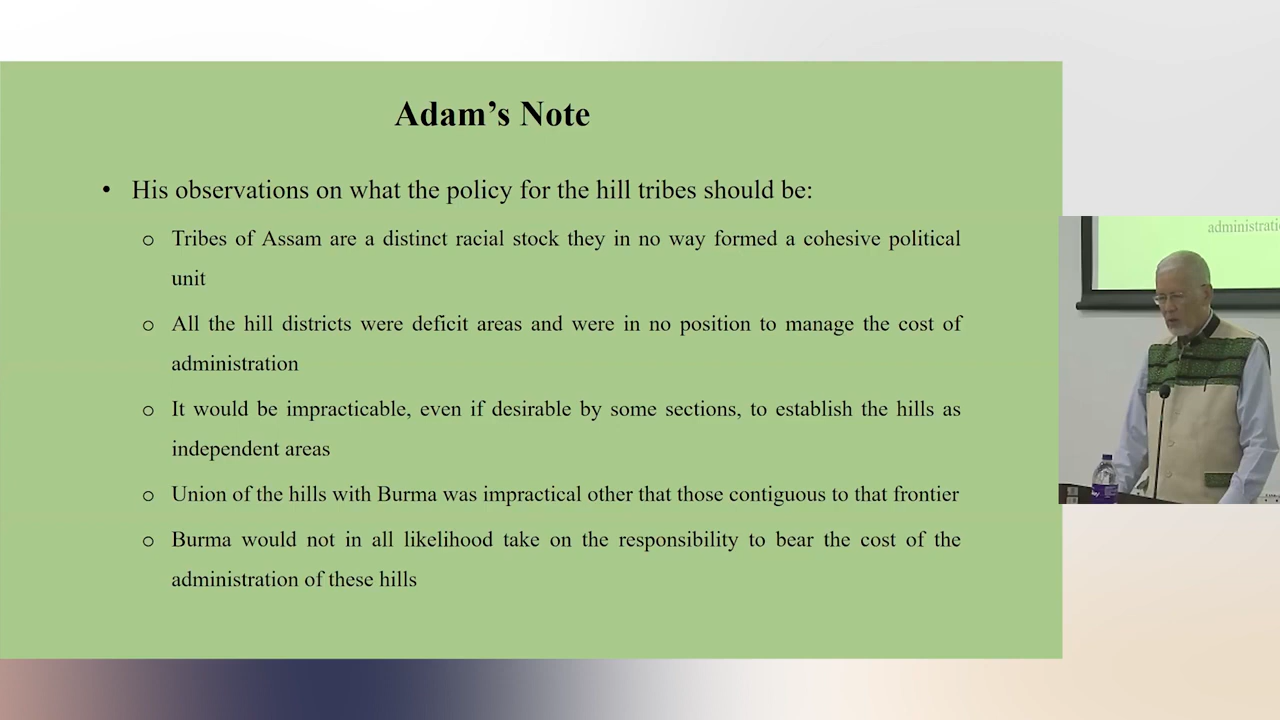 Adam’s Note
• His observations on what the policy for the hill tribes should be:
o Tribes of Assam are a distinct racial stock they in no way formed a cohesive political
unit
o All the hill districts were deficit areas and were in no position to manage the cost of
administration
o It would be impracticable, even if desirable by some sections, to establish the hills as
independent areas
o Union of the hills with Burma was impractical other that those contiguous to that frontier
o Burma would not in all likelihood take on the responsibility to bear the cost of the
administration of these hills